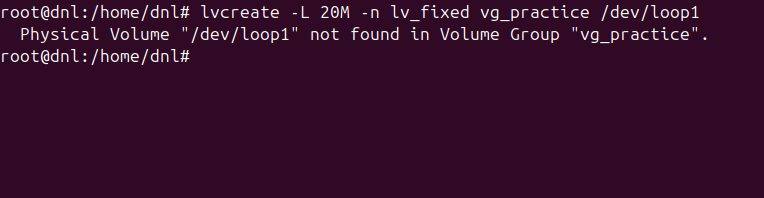 root@dnl:/home/dnl# lvcreate -L 20M -n lv_fixed vg_practice /dev/loop1
  Physical Volume "/dev/loop1" not found in Volume Group "vg_practice".
root@dnl:/home/dnl#